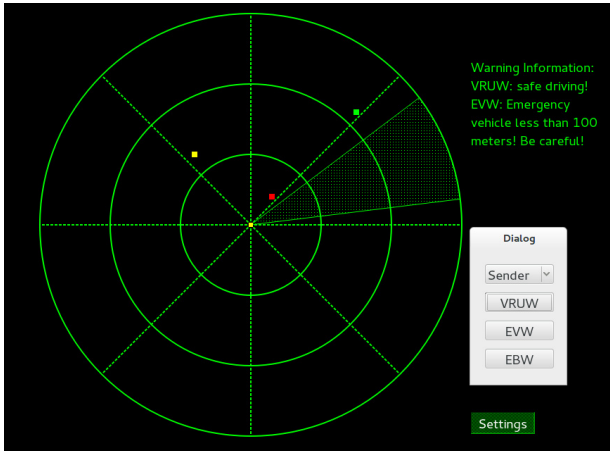 Warning Information:
VRUW: safe driving!
EVW: Emergency
vehicle less than 100
meters! Be careful!
Dialog
Sender
VRUW
EVW
EBW
Settings